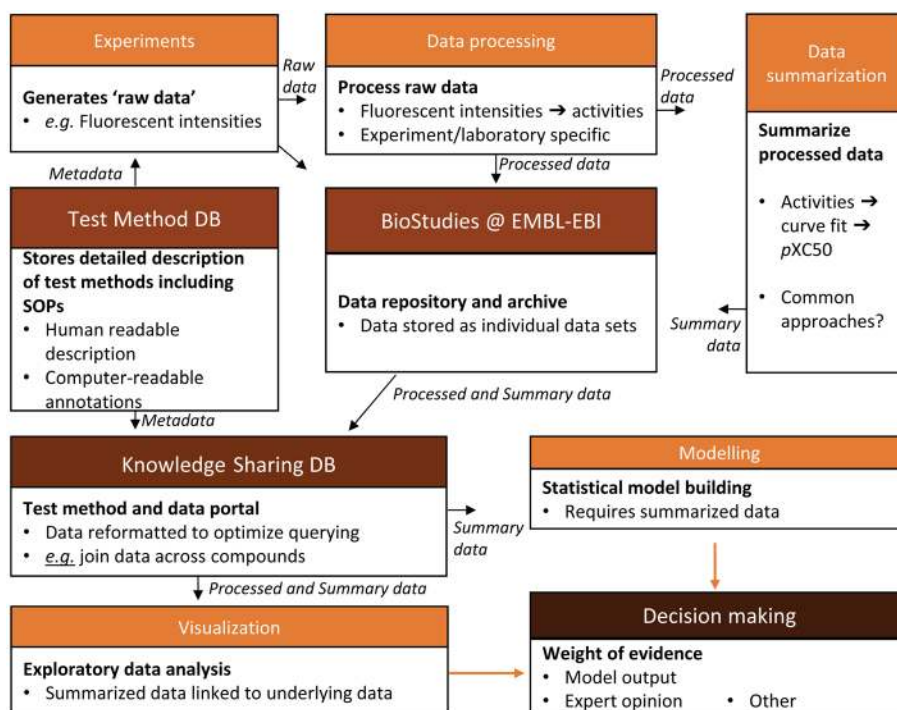 Experiments
Generates ‘raw data’
• e.g. Fluorescent intensities
Raw
data
Data processing
Process raw data
• Fluorescent intensities ➔ activities
• Experiment/laboratory specific
Processed
data
Data
summarization
Summarize
processed data
• Activities ➔
curve fit ➔
pXC50
• Common
approaches?
Metadata
Processed data
Test Method DB
Stores detailed description
of test methods including
SOPs
• Human readable
description
• Computer-readable
annotations
BioStudies @ EMBL-EBI
Data repository and archive
• Data stored as individual data sets
Summary
data
Metadata
Processed and Summary data
Knowledge Sharing DB
Test method and data portal
• Data reformatted to optimize querying
• e.g. join data across compounds
Summary
data
Modelling
Statistical model building
• Requires summarized data
Processed and Summary data
Visualization
Exploratory data analysis
• Summarized data linked to underlying data
Decision making
Weight of evidence
• Model output
• Expert opinion • Other